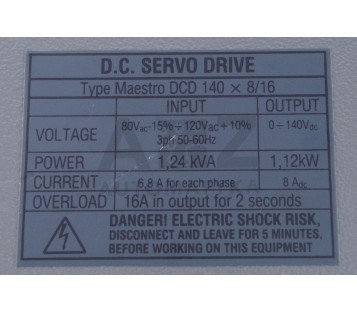 D.C. SERVO DRIVE
Type Maestro DCD 140 × 8/16
INPUT OUTPUT
VOLTAGE 80Vac-15%÷120Vac+10% 0÷140Vdc
3ph 50-60Hz
POWER 1,24 kVA 1,12kW
CURRENT 6,8 A for each phase 8 Adc
OVERLOAD 16A in output for 2 seconds
DANGER! ELECTRIC SHOCK RISK,
DISCONNECT AND LEAVE FOR 5 MINUTES,
BEFORE WORKING ON THIS EQUIPMENT